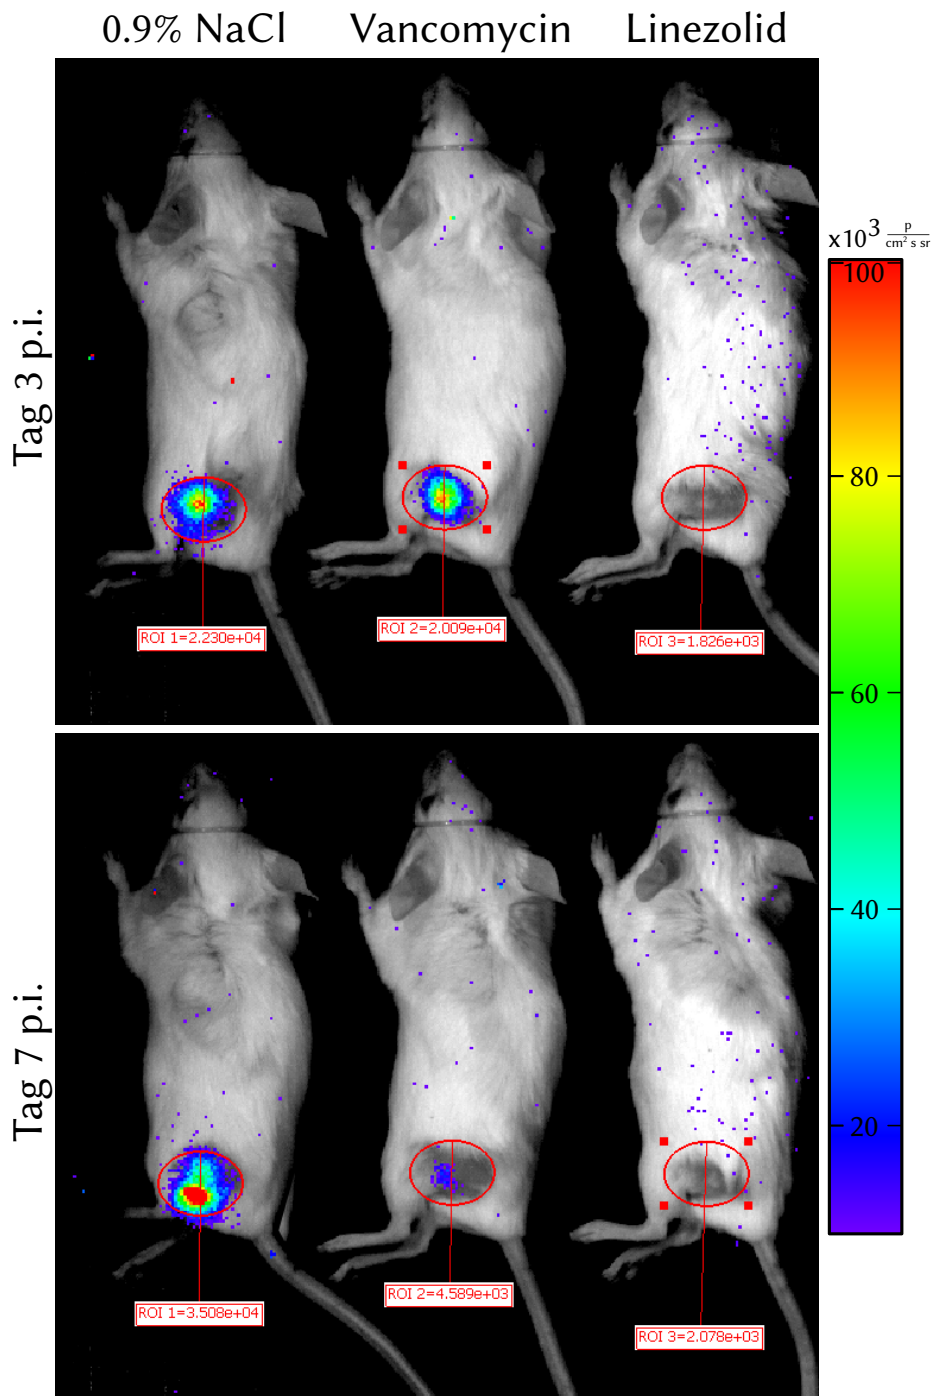 0.9% NaCl Vancomycin Linezolid
Tag 3 p.i.
ROI 1=2.230e+04
ROI 2=2.009e+04
ROI 3=1.826e+03
x10³ p/cm² s sr
100
80
60
40
20
Tag 7 p.i.
ROI 1=3.508e+04
ROI 2=4.589e+03
ROI 3=2.078e+03